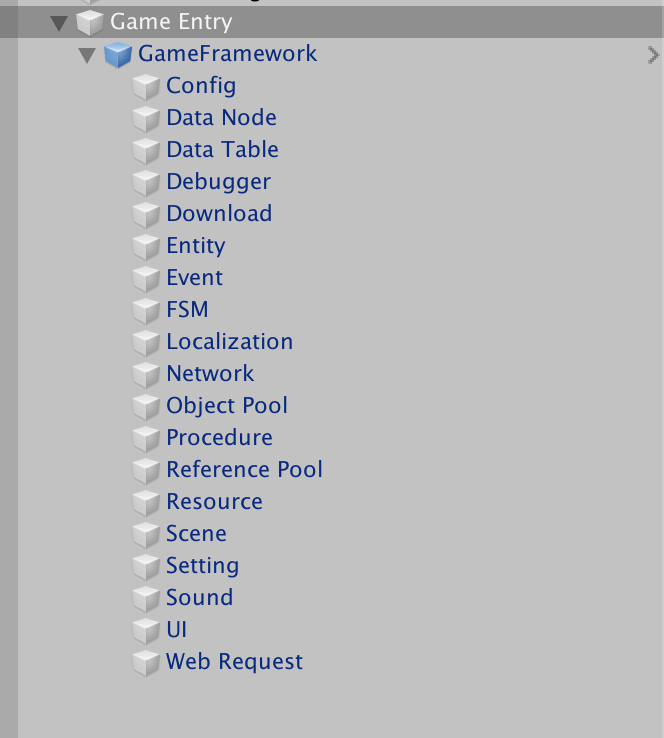 Game Entry
GameFramework
Config
Data Node
Data Table
Debugger
Download
Entity
Event
FSM
Localization
Network
Object Pool
Procedure
Reference Pool
Resource
Scene
Setting
Sound
UI
Web Request